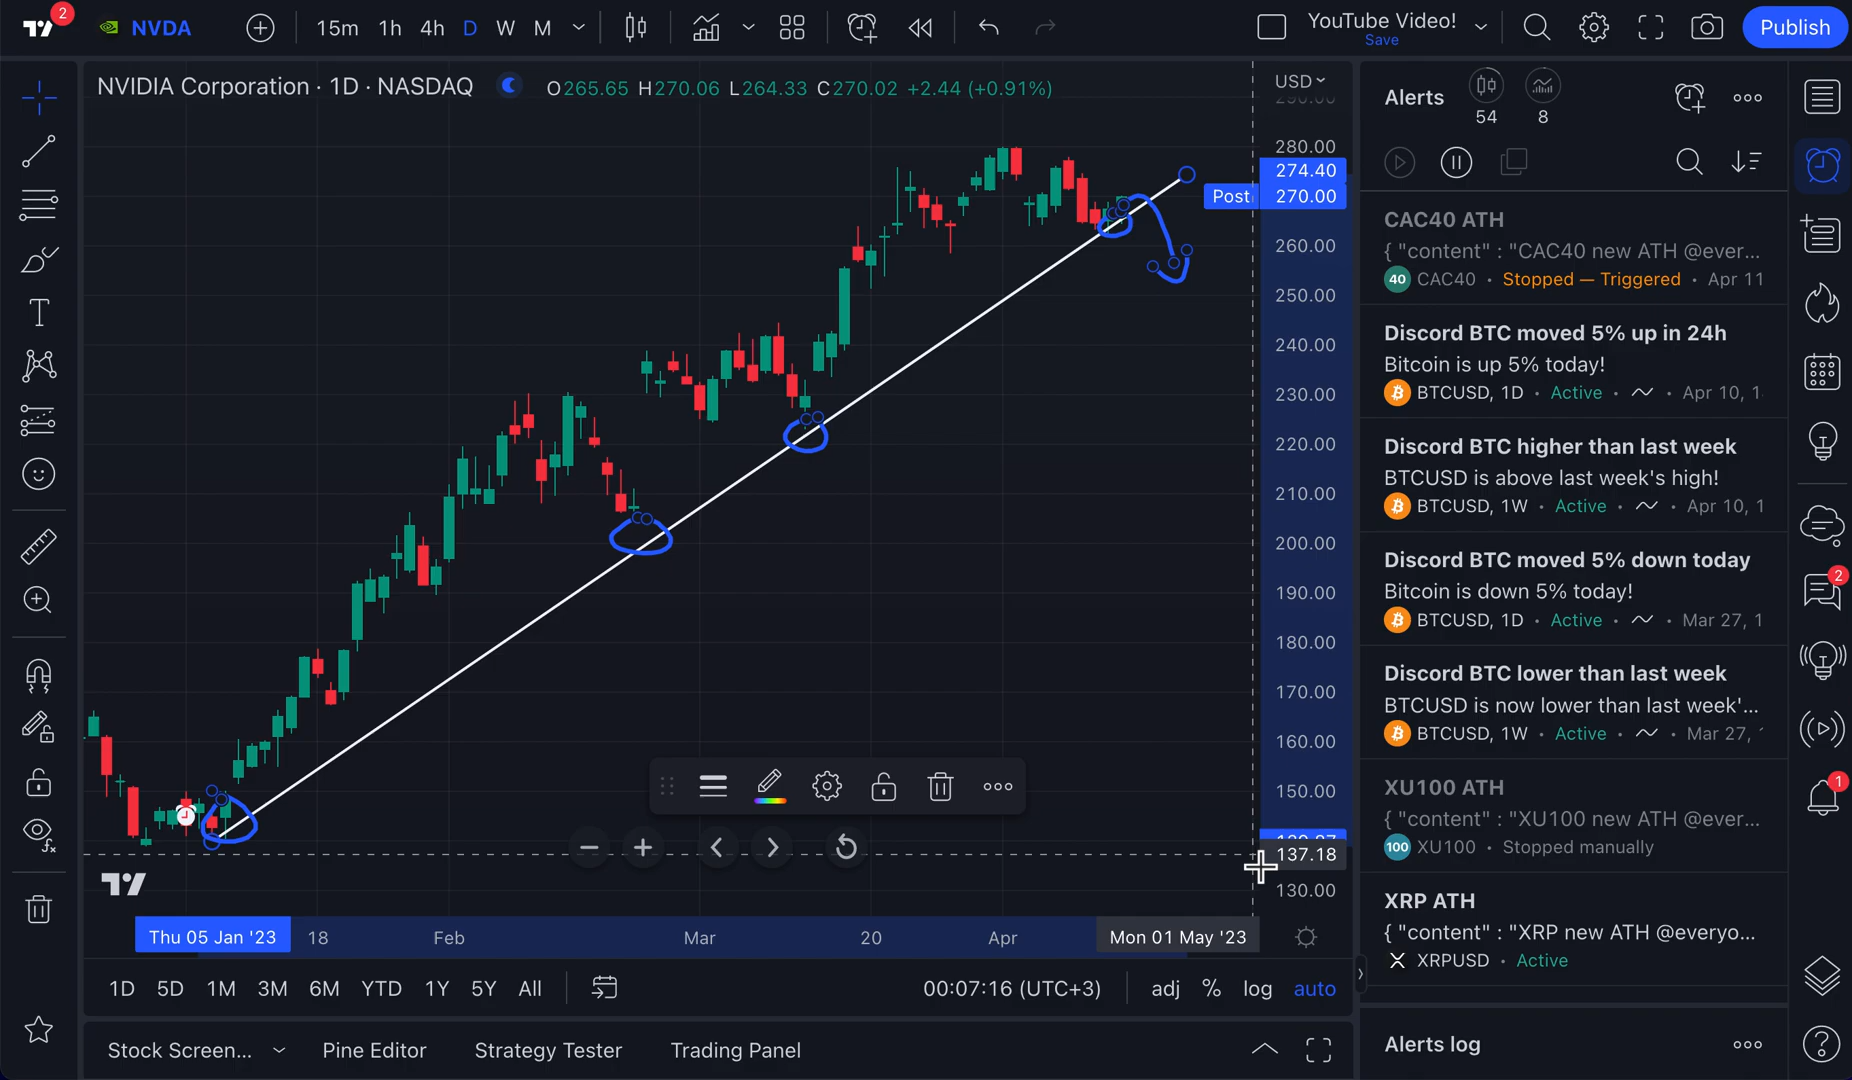 2
NVDA
15m 1h 4h D W M
YouTube Video!
Save
Publish
NVIDIA Corporation · 1D · NASDAQ
O265.65 H270.06 L264.33 C270.02 +2.44 (+0.91%)
USD
280.00
274.40
Post 270.00
260.00
250.00
240.00
230.00
220.00
210.00
200.00
190.00
180.00
170.00
160.00
150.00
137.18
130.00
Thu 05 Jan '23
18
Feb
Mar
20
Apr
Mon 01 May '23
1D 5D 1M 3M 6M YTD 1Y 5Y All
00:07:16 (UTC+3)
adj % log auto
Stock Screen...
Pine Editor
Strategy Tester
Trading Panel
Alerts
54
8
CAC40 ATH
{ "content" : "CAC40 new ATH @ever...
40 CAC40 · Stopped — Triggered · Apr 11
Discord BTC moved 5% up in 24h
Bitcoin is up 5% today!
BTCUSD, 1D · Active · Apr 10, 1
Discord BTC higher than last week
BTCUSD is above last week's high!
BTCUSD, 1W · Active · Apr 10, 1
Discord BTC moved 5% down today
Bitcoin is down 5% today!
BTCUSD, 1D · Active · Mar 27, 1
Discord BTC lower than last week
BTCUSD is now lower than last week'...
BTCUSD, 1W · Active · Mar 27,
XU100 ATH
{ "content" : "XU100 new ATH @ever...
100 XU100 · Stopped manually
XRP ATH
{ "content" : "XRP new ATH @everyo...
XRPUSD · Active
Alerts log
2
1